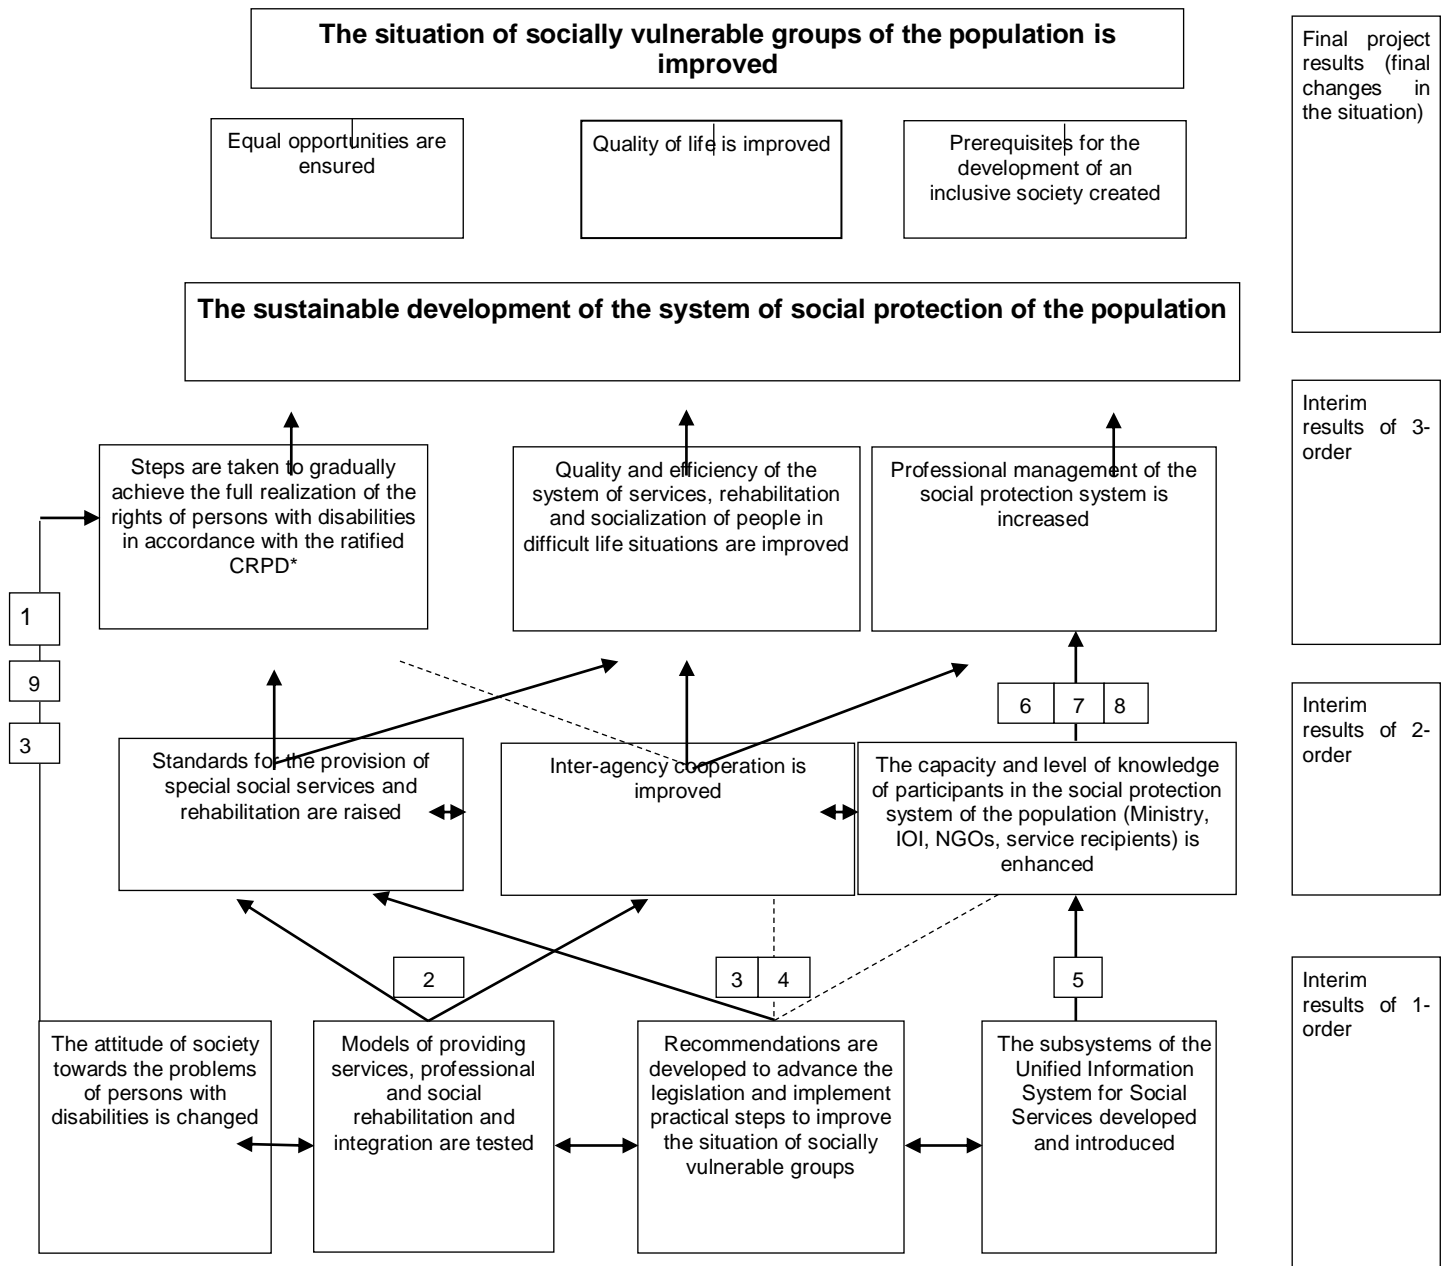 The situation of socially vulnerable groups of the population is
improved
Final project
results (final
changes in
the situation)
Equal opportunities are
ensured
Quality of life is improved
Prerequisites for the
development of an
inclusive society created
The sustainable development of the system of social protection of the population
Interim
results of 3-
order
Steps are taken to gradually
achieve the full realization of the
rights of persons with disabilities
in accordance with the ratified
CRPD*
Quality and efficiency of the
system of services, rehabilitation
and socialization of people in
difficult life situations are improved
Professional management of the
social protection system is
increased
1
9
3
6
7
8
Interim
results of 2-
order
Standards for the provision of
special social services and
rehabilitation are raised
Inter-agency cooperation is
improved
The capacity and level of knowledge
of participants in the social protection
system of the population (Ministry,
IOI, NGOs, service recipients) is
enhanced
2
3
4
5
Interim
results of 1-
order
The attitude of society
towards the problems
of persons with
disabilities is changed
Models of providing
services, professional
and social
rehabilitation and
integration are tested
Recommendations are
developed to advance the
legislation and implement
practical steps to improve
the situation of socially
vulnerable groups
The subsystems of the
Unified Information
System for Social
Services developed
and introduced